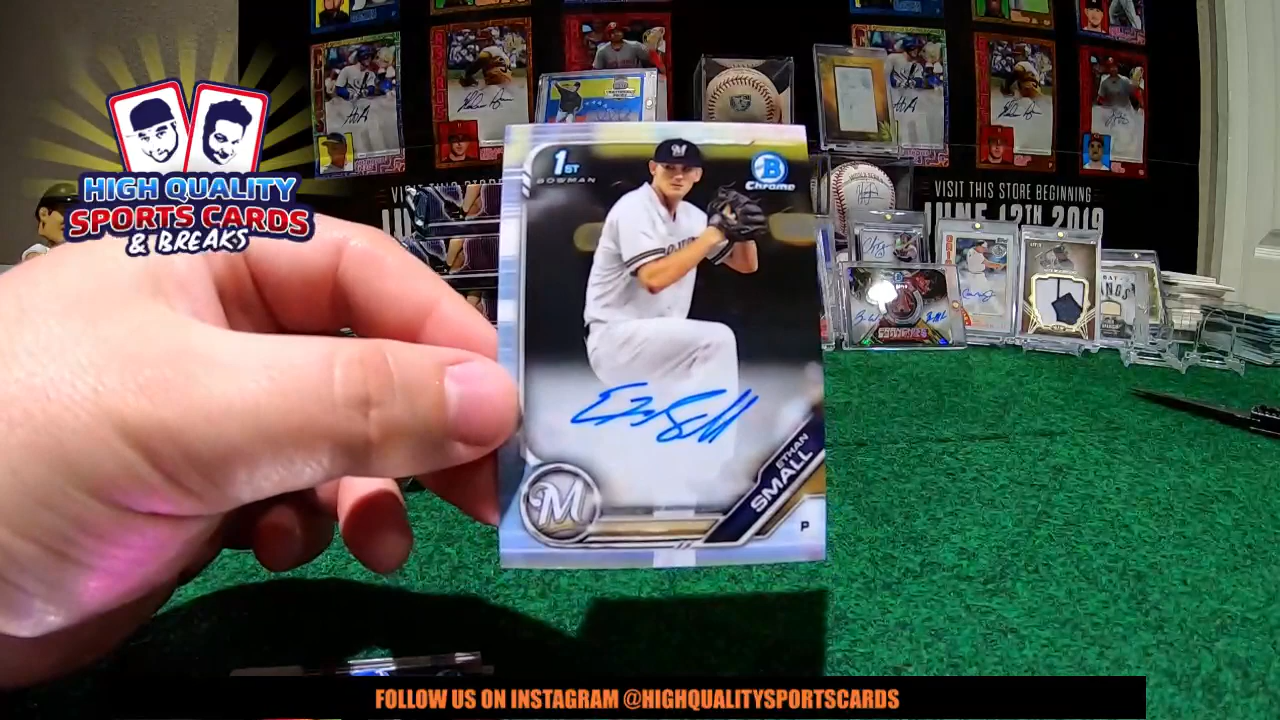 HIGH QUALITY
SPORTS CARDS
& BREAKS
1ST
BOWMAN
B
Chrome
ETHAN
SMALL
P
M
VISIT THIS STORE BEGINNING
JUNE 12TH 2019
FOLLOW US ON INSTAGRAM @HIGHQUALITYSPORTSCARDS